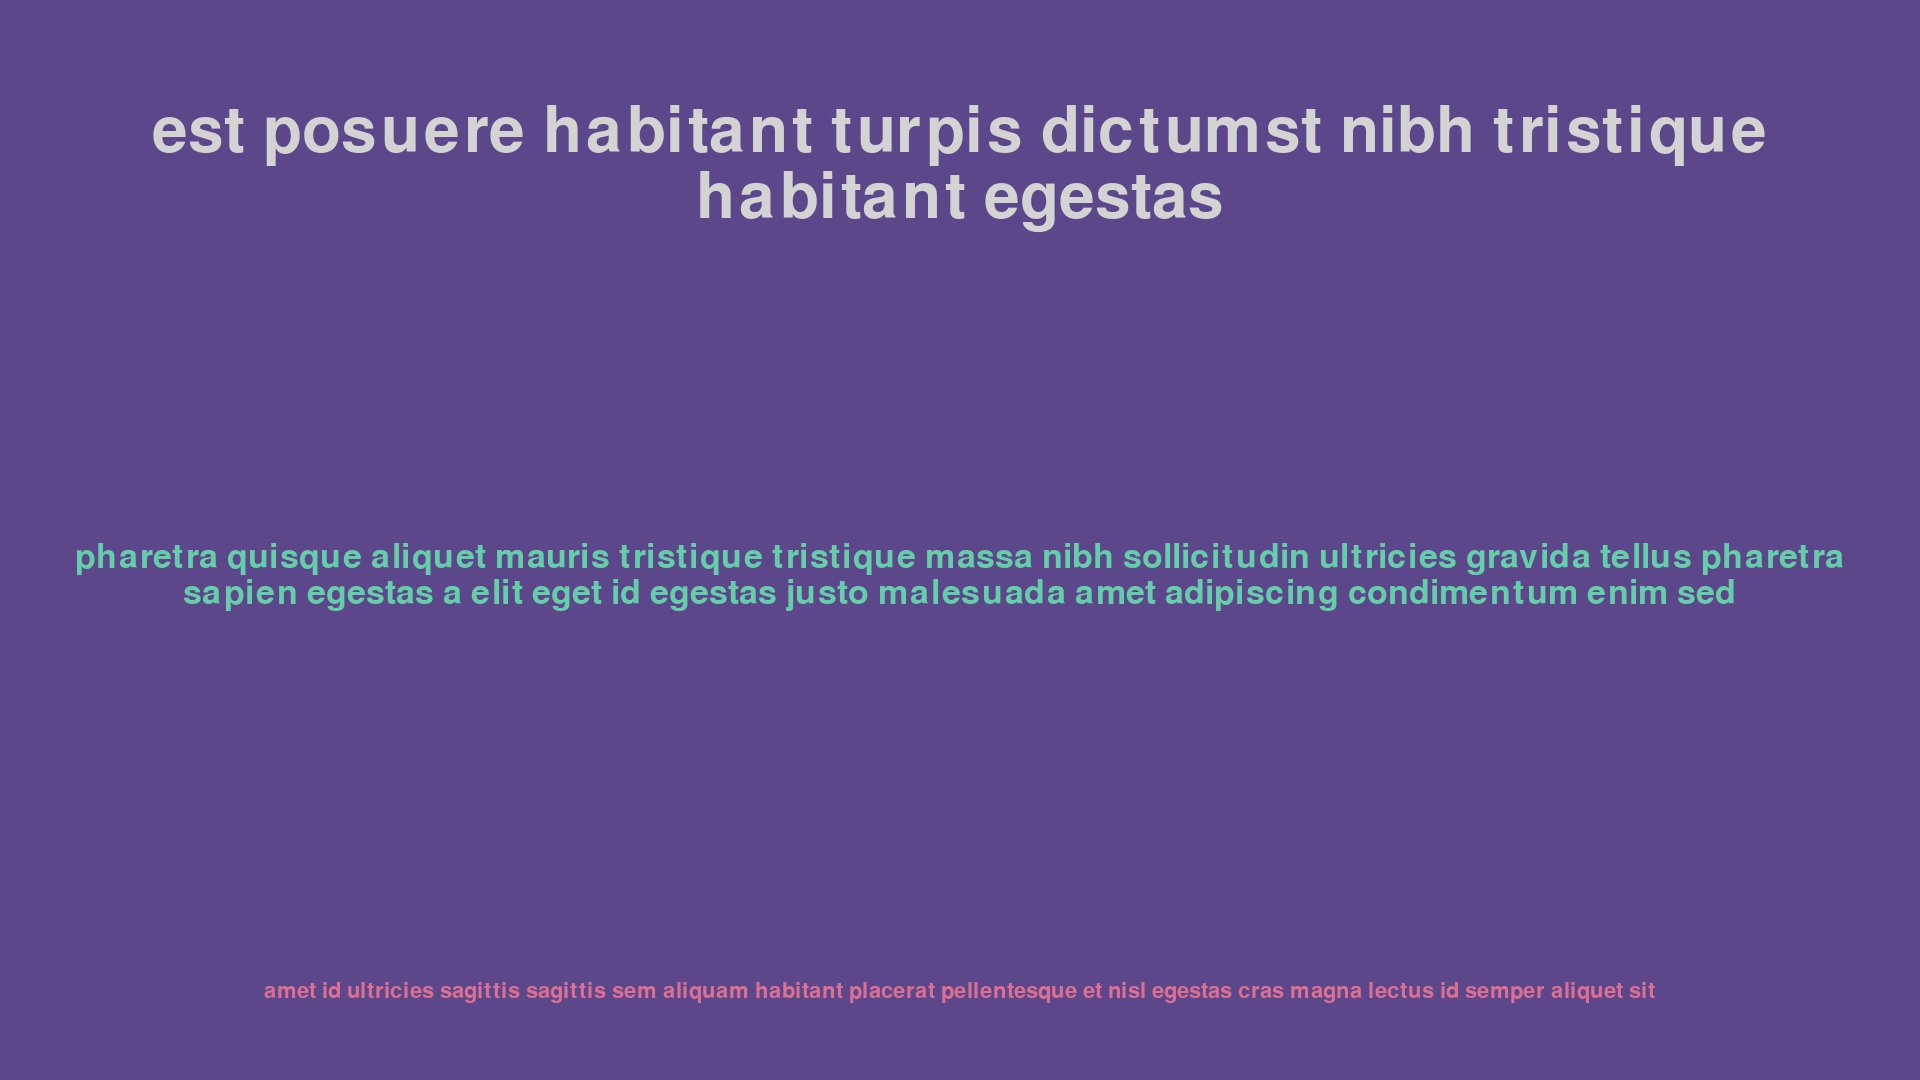 est posuere habitant turpis dictumst nibh tristique
habitant egestas
pharetra quisque aliquet mauris tristique tristique massa nibh sollicitudin ultricies gravida tellus pharetra
sapien egestas a elit eget id egestas justo malesuada amet adipiscing condimentum enim sed
amet id ultricies sagittis sagittis sem aliquam habitant placerat pellentesque et nisl egestas cras magna lectus id semper aliquet sit